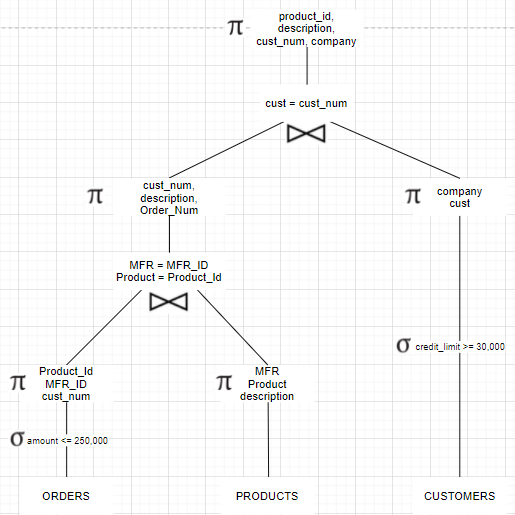 π product_id,
description,
cust_num, company
cust = cust_num
⋈
π cust_num,
description,
Order_Num
π company
cust
MFR = MFR_ID
Product = Product_Id
⋈
σ credit_limit >= 30,000
π Product_Id
MFR_ID
cust_num
π MFR
Product
description
σ amount <= 250,000
ORDERS
PRODUCTS
CUSTOMERS